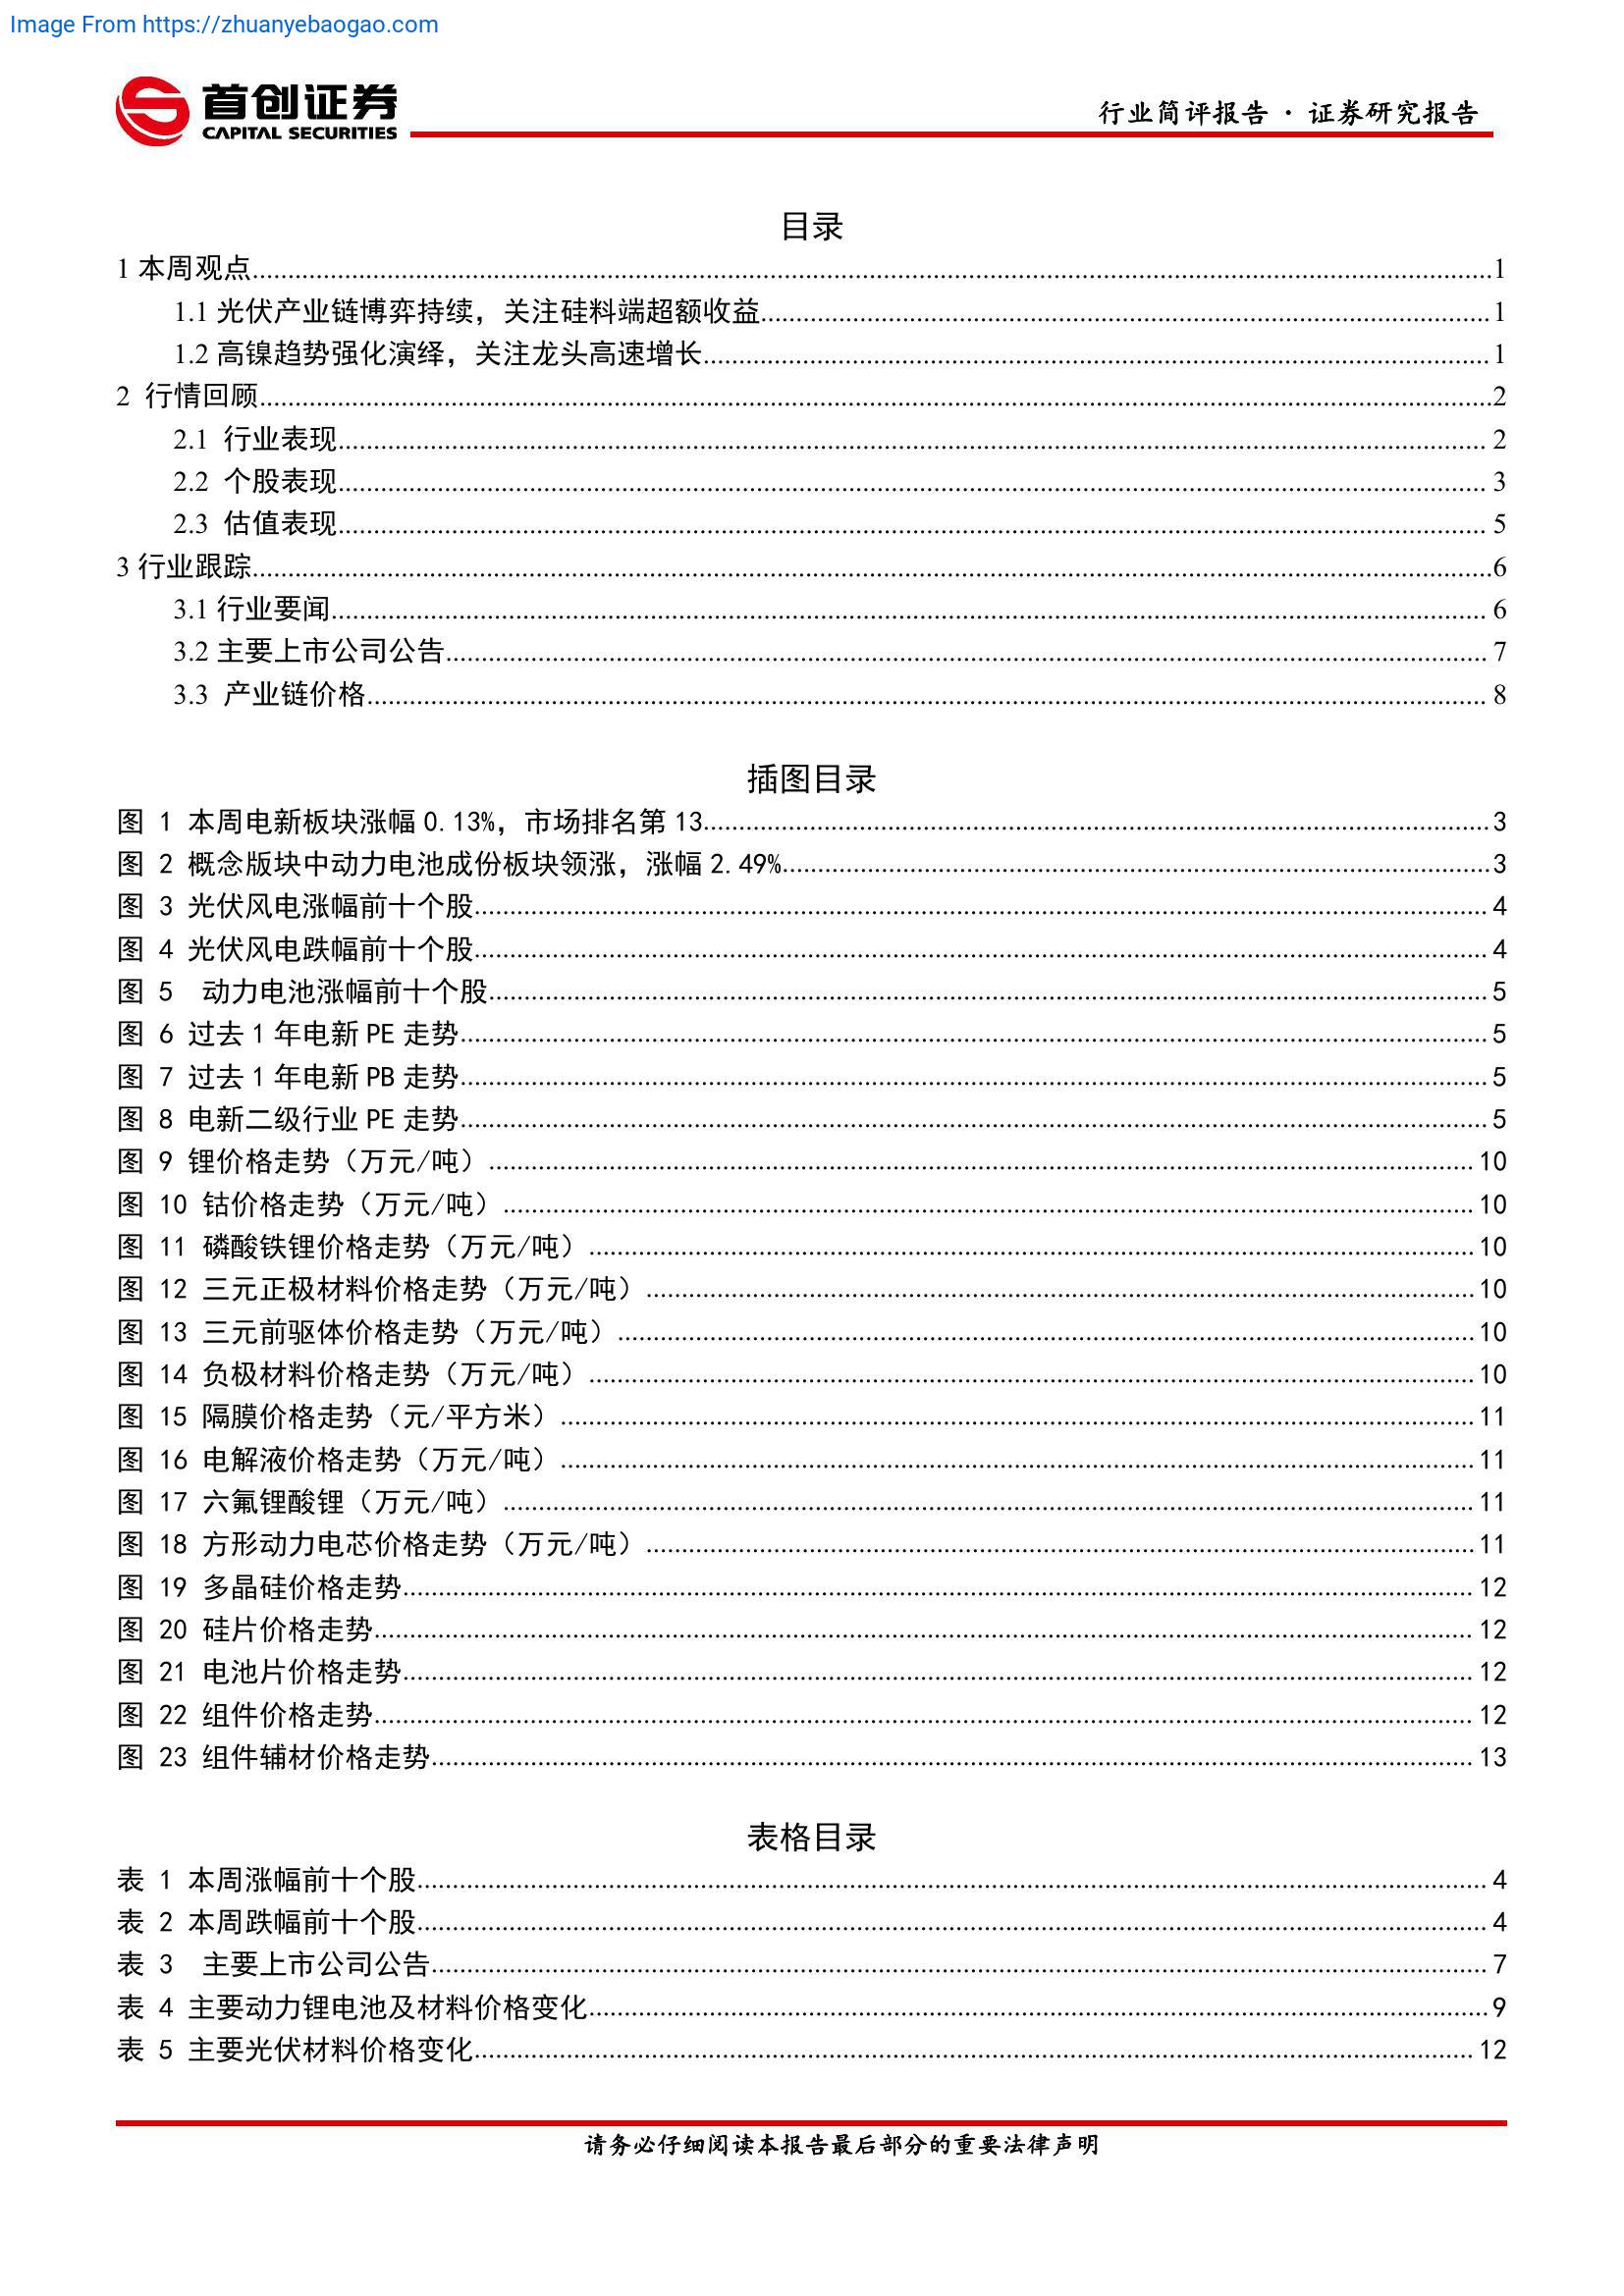 Image From https://zhuanyebaogao.com
首创证券
CAPITAL SECURITIES
行业简评报告 · 证券研究报告
目录
1 本周观点 1
1.1 光伏产业链博弈持续，关注硅料端超额收益 1
1.2 高镍趋势强化演绎，关注龙头高速增长 1
2 行情回顾 2
2.1 行业表现 2
2.2 个股表现 3
2.3 估值表现 5
3 行业跟踪 6
3.1 行业要闻 6
3.2 主要上市公司公告 7
3.3 产业链价格 8
插图目录
图 1 本周电新板块涨幅 0.13%，市场排名第 13 3
图 2 概念版块中动力电池成份板块领涨，涨幅 2.49% 3
图 3 光伏风电涨幅前十个股 4
图 4 光伏风电跌幅前十个股 4
图 5 动力电池涨幅前十个股 5
图 6 过去 1 年电新 PE 走势 5
图 7 过去 1 年电新 PB 走势 5
图 8 电新二级行业 PE 走势 5
图 9 锂价格走势（万元/吨） 10
图 10 钴价格走势（万元/吨） 10
图 11 磷酸铁锂价格走势（万元/吨） 10
图 12 三元正极材料价格走势（万元/吨） 10
图 13 三元前驱体价格走势（万元/吨） 10
图 14 负极材料价格走势（万元/吨） 10
图 15 隔膜价格走势（元/平方米） 11
图 16 电解液价格走势（万元/吨） 11
图 17 六氟锂酸锂（万元/吨） 11
图 18 方形动力电芯价格走势（万元/吨） 11
图 19 多晶硅价格走势 12
图 20 硅片价格走势 12
图 21 电池片价格走势 12
图 22 组件价格走势 12
图 23 组件辅材价格走势 13
表格目录
表 1 本周涨幅前十个股 4
表 2 本周跌幅前十个股 4
表 3 主要上市公司公告 7
表 4 主要动力锂电池及材料价格变化 9
表 5 主要光伏材料价格变化 12
请务必仔细阅读本报告最后部分的重要法律声明